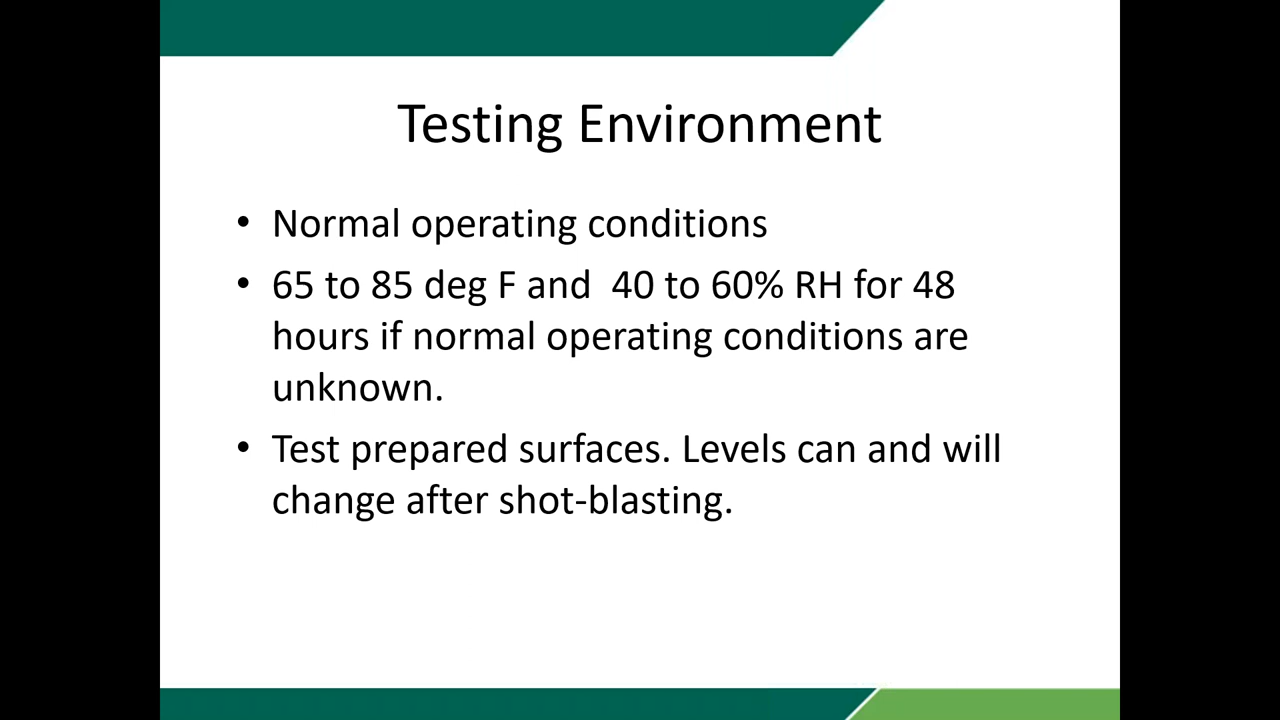 Testing Environment
• Normal operating conditions
• 65 to 85 deg F and  40 to 60% RH for 48
hours if normal operating conditions are
unknown.
• Test prepared surfaces. Levels can and will
change after shot-blasting.